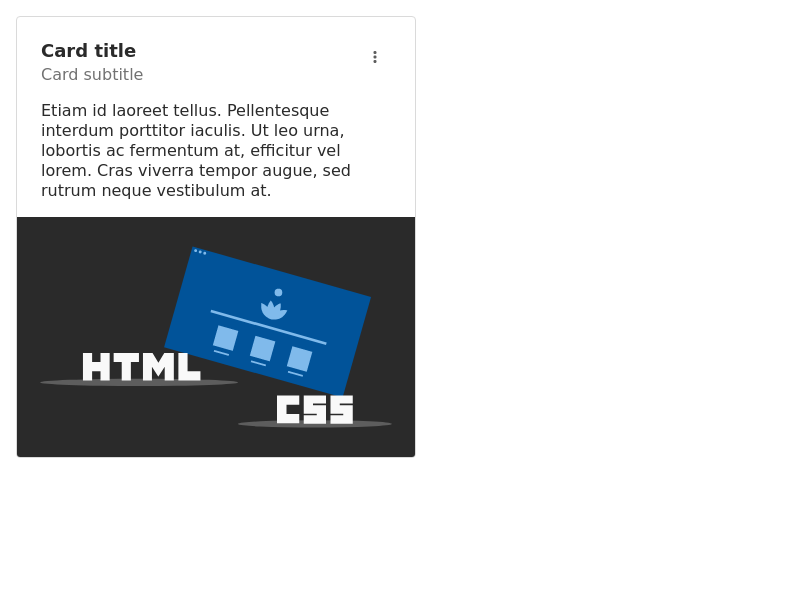 Card title
Card subtitle
Etiam id laoreet tellus. Pellentesque
interdum porttitor iaculis. Ut leo urna,
lobortis ac fermentum at, efficitur vel
lorem. Cras viverra tempor augue, sed
rutrum neque vestibulum at.
HTML
CSS